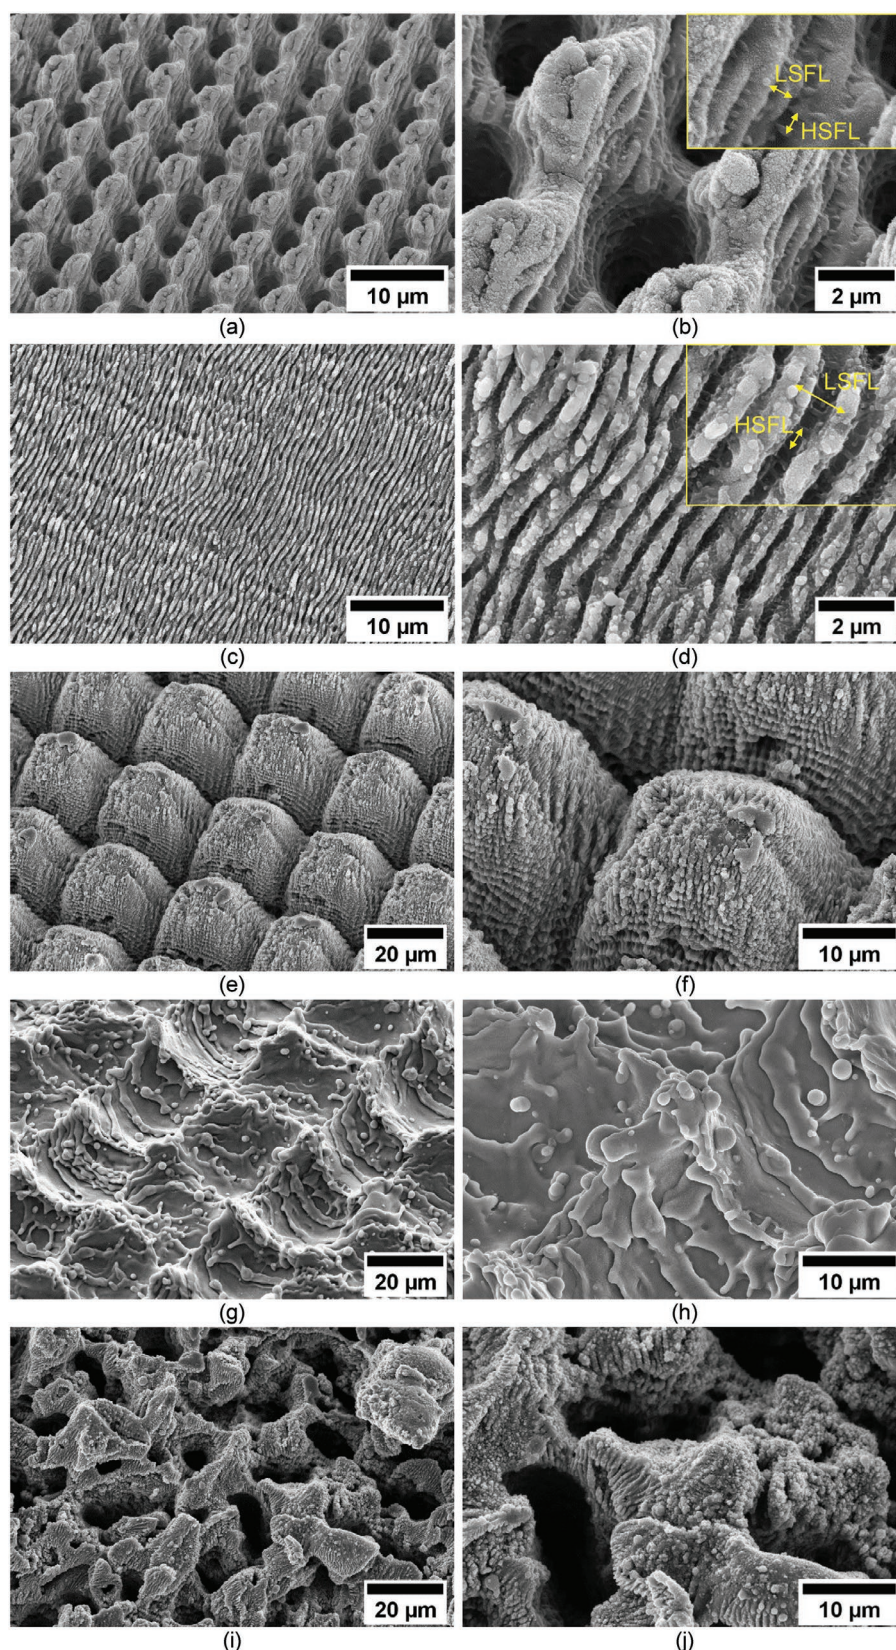 LSFL
HSFL
10 µm
2 µm
(a)
(b)
LSFL
HSFL
10 µm
2 µm
(c)
(d)
20 µm
10 µm
(e)
(f)
20 µm
10 µm
(g)
(h)
20 µm
10 µm
(i)
(j)